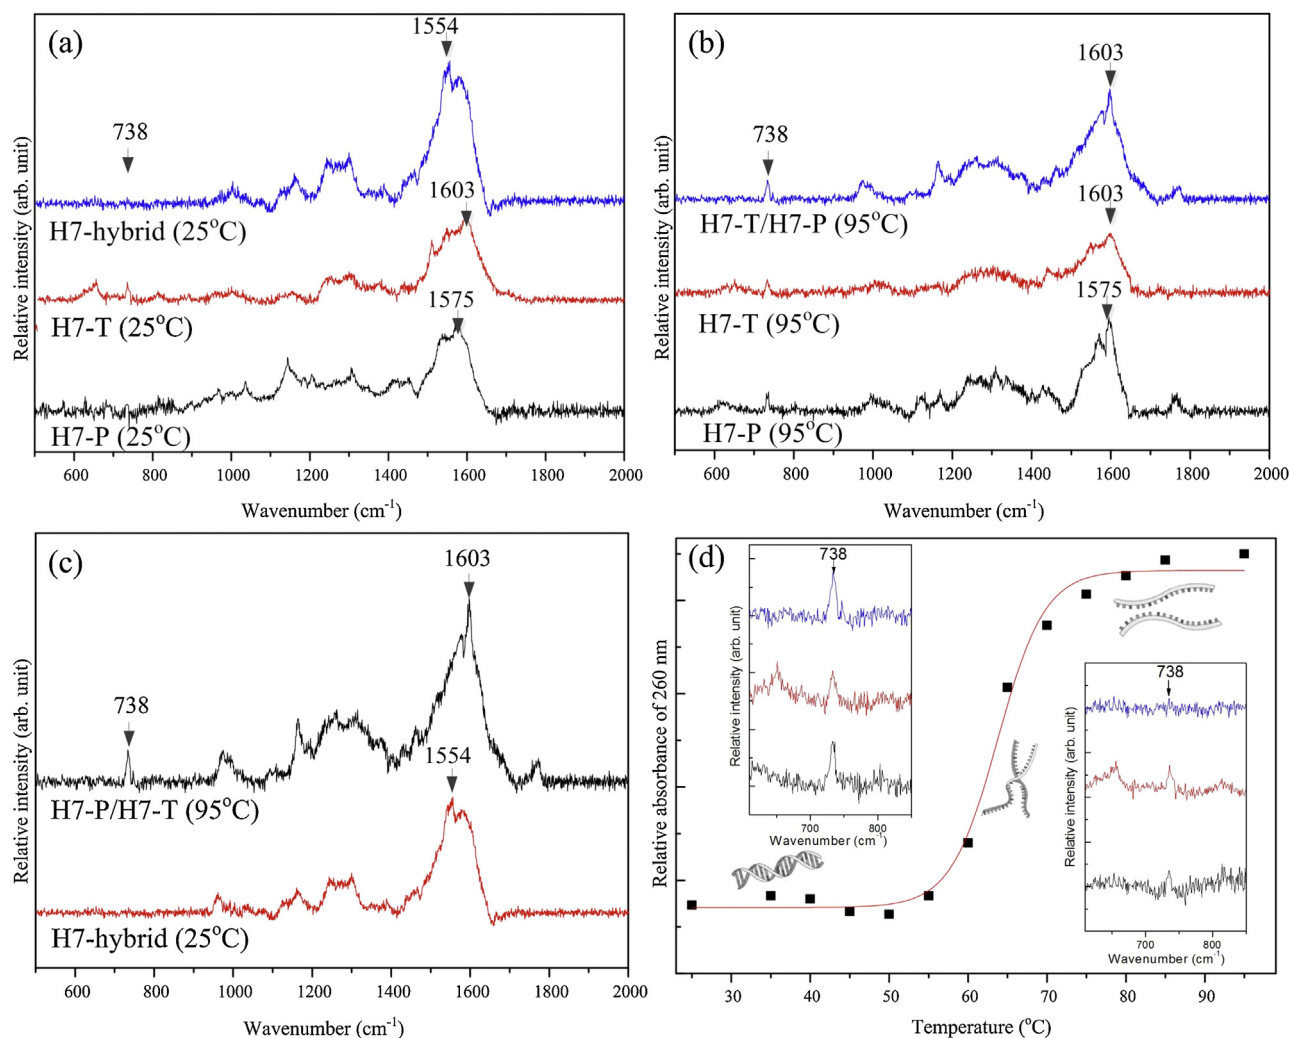 (a)
1554
738
H7-hybrid (25°C)
1603
H7-T (25°C)
1575
H7-P (25°C)
Relative intensity (arb. unit)
600 800 1000 1200 1400 1600 1800 2000
Wavenumber (cm-1)
(b)
1603
738
H7-T/H7-P (95°C)
1603
H7-T (95°C)
1575
H7-P (95°C)
Relative intensity (arb. unit)
600 800 1000 1200 1400 1600 1800 2000
Wavenumber (cm-1)
(c)
1603
738
H7-P/H7-T (95°C)
1554
H7-hybrid (25°C)
Relative intensity (arb. unit)
600 800 1000 1200 1400 1600 1800 2000
Wavenumber (cm-1)
(d)
Relative absorbance of 260 nm
738
Relative intensity (arb. unit)
700 800
Wavenumber (cm-1)
738
Relative intensity (arb. unit)
700 800
Wavenumber (cm-1)
30 40 50 60 70 80 90
Temperature (°C)